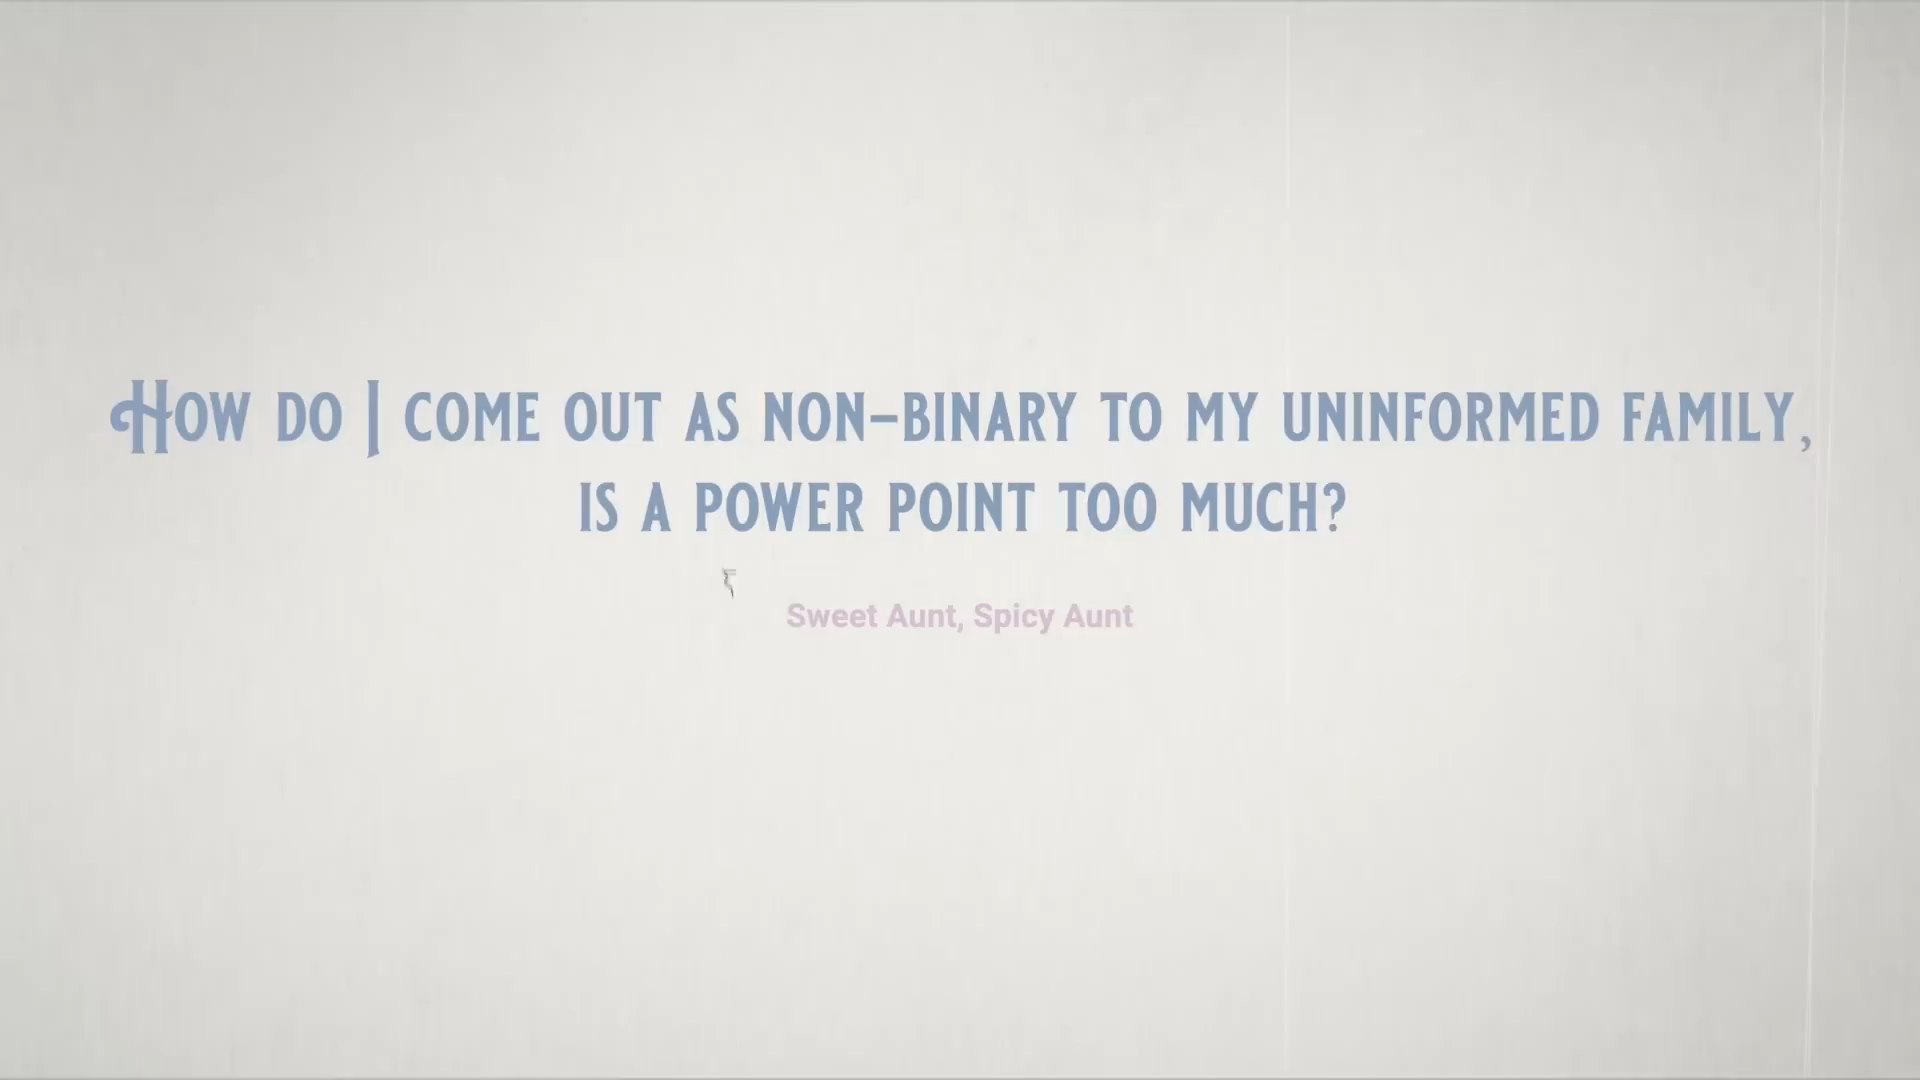 How do I come out as non-binary to my uninformed family,
is a power point too much?
Sweet Aunt, Spicy Aunt